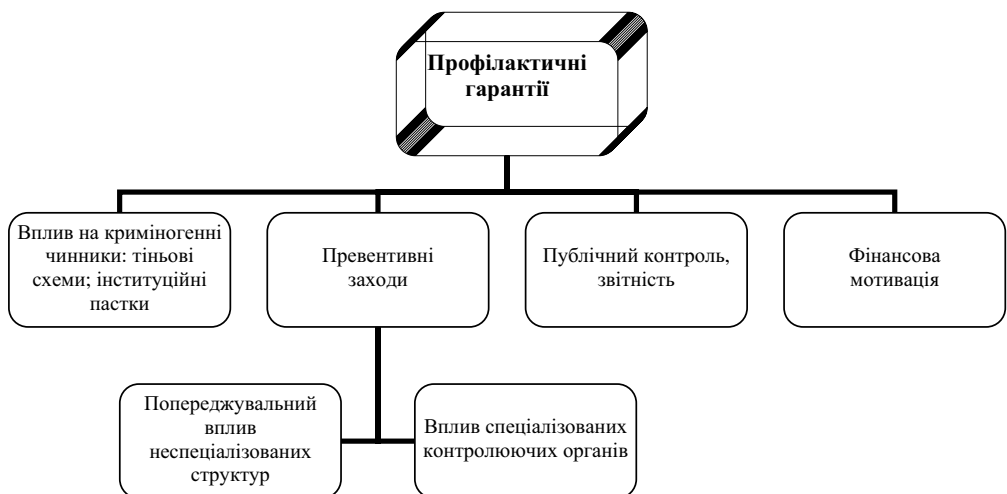 Профілактичні
гарантії
Вплив на криміногенні
чинники: тіньові
схеми; інституційні
пастки
Превентивні
заходи
Публічний контроль,
звітність
Фінансова
мотивація
Попереджувальний
вплив
неспеціалізованих
структур
Вплив спеціалізованих
контролюючих органів